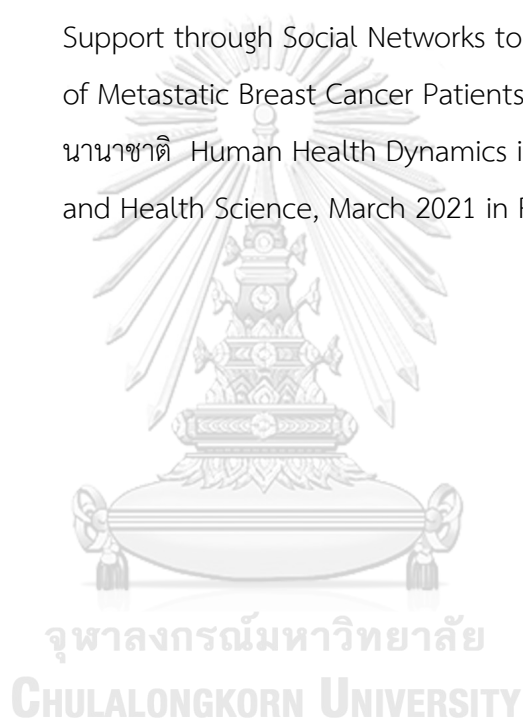 Support through Social Networks to
of Metastatic Breast Cancer Patients
นานาชาติ Human Health Dynamics i
and Health Science, March 2021 in
จุฬาลงกรณ์มหาวิทยาลัย
CHULALONGKORN UNIVERSITY